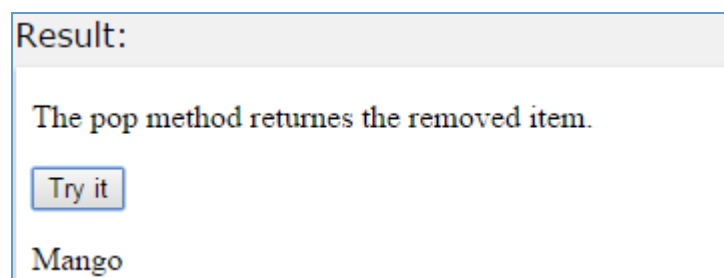 Result:
The pop method returnes the removed item.
Try it
Mango